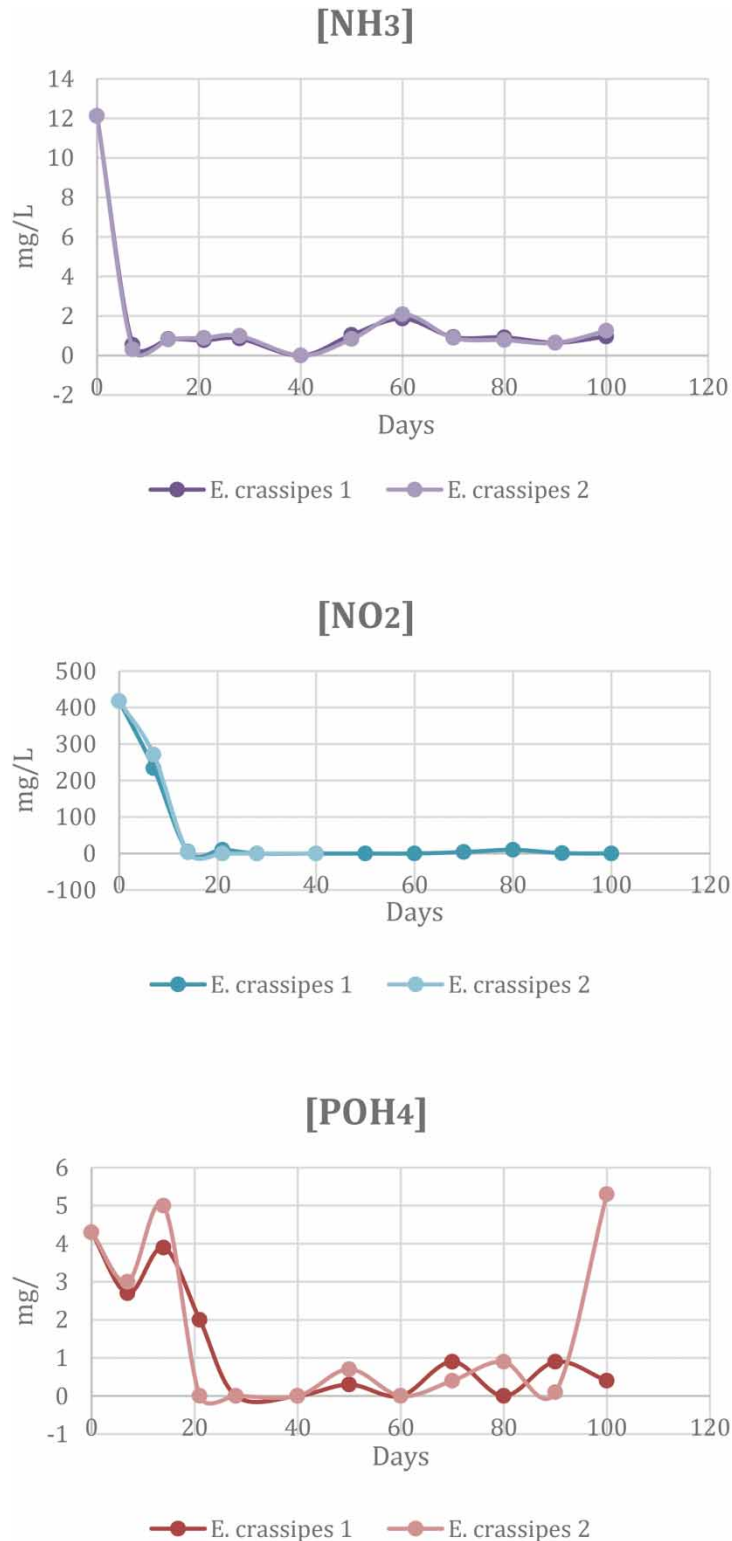 [NH3]
14
12
10
8
6
4
2
0
-2
mg/L
0 20 40 60 80 100 120
Days
E. crassipes 1 E. crassipes 2
[NO2]
500
400
300
200
100
0
-100
mg/L
0 20 40 60 80 100 120
Days
E. crassipes 1 E. crassipes 2
[POH4]
6
5
4
3
2
1
0
-1
mg/
0 20 40 60 80 100 120
Days
E. crassipes 1 E. crassipes 2